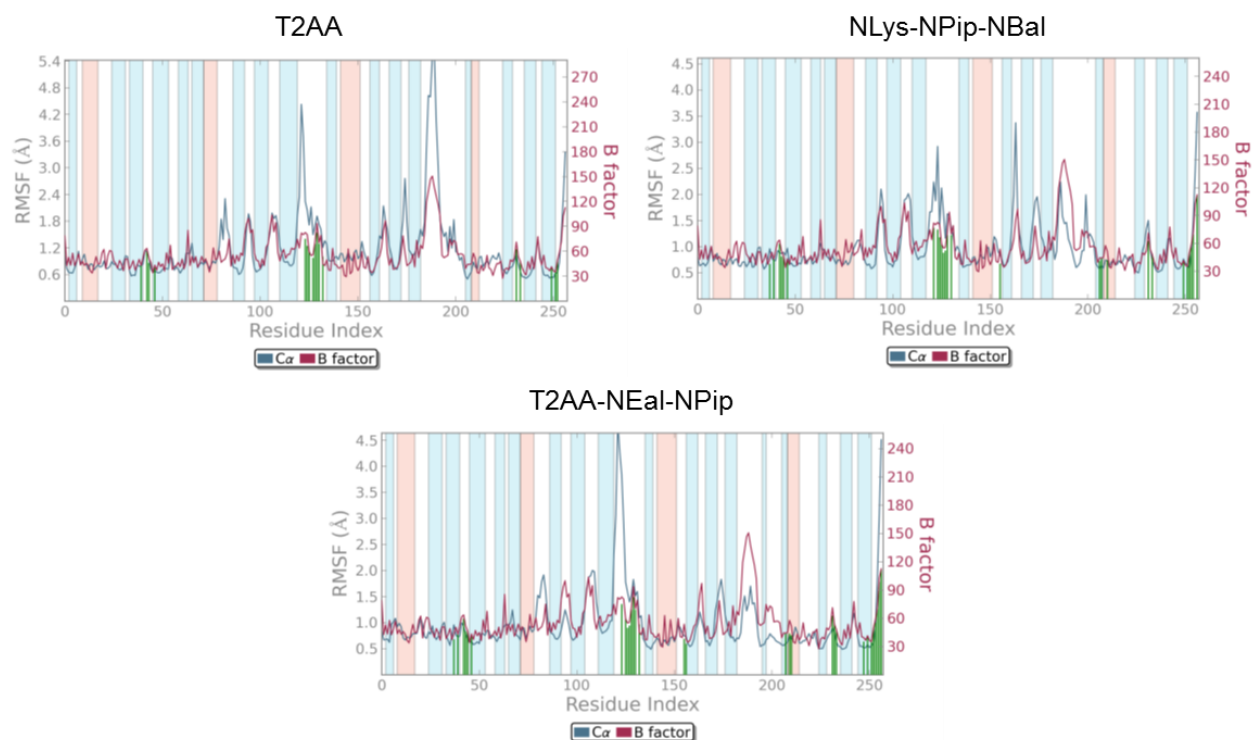 T2AA
NLys-NPip-NBal
5.4
4.8
4.2
3.6
3.0
2.4
1.8
1.2
0.6
RMSF (Å)
270
240
210
180
150
120
90
60
30
B factor
0 50 100 150 200 250
Residue Index
Cα B factor
4.5
4.0
3.5
3.0
2.5
2.0
1.5
1.0
0.5
RMSF (Å)
240
210
180
150
120
90
60
30
B factor
0 50 100 150 200 250
Residue Index
Cα B factor
T2AA-NEal-NPip
4.5
4.0
3.5
3.0
2.5
2.0
1.5
1.0
0.5
RMSF (Å)
240
210
180
150
120
90
60
30
B factor
0 50 100 150 200 250
Residue Index
Cα B factor